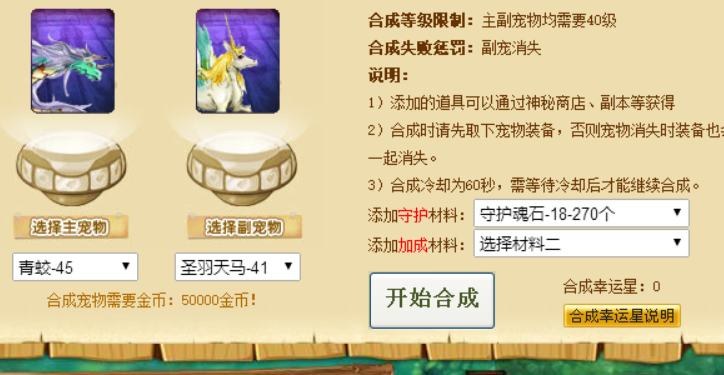 合成等级限制：主副宠物均需要40级
合成失败惩罚：副宠消失
说明：
1）添加的道具可以通过神秘商店、副本等获得
2）合成时请先取下宠物装备，否则宠物消失时装备也会
一起消失。
3）合成冷却为60秒，需等待冷却后才能继续合成。
选择主宠物
选择副宠物
添加守护材料：
守护魂石-18-270个
添加加成材料：
选择材料二
青蛟-45
圣羽天马-41
合成宠物需要金币：50000金币！
开始合成
合成幸运星：0
合成幸运星说明